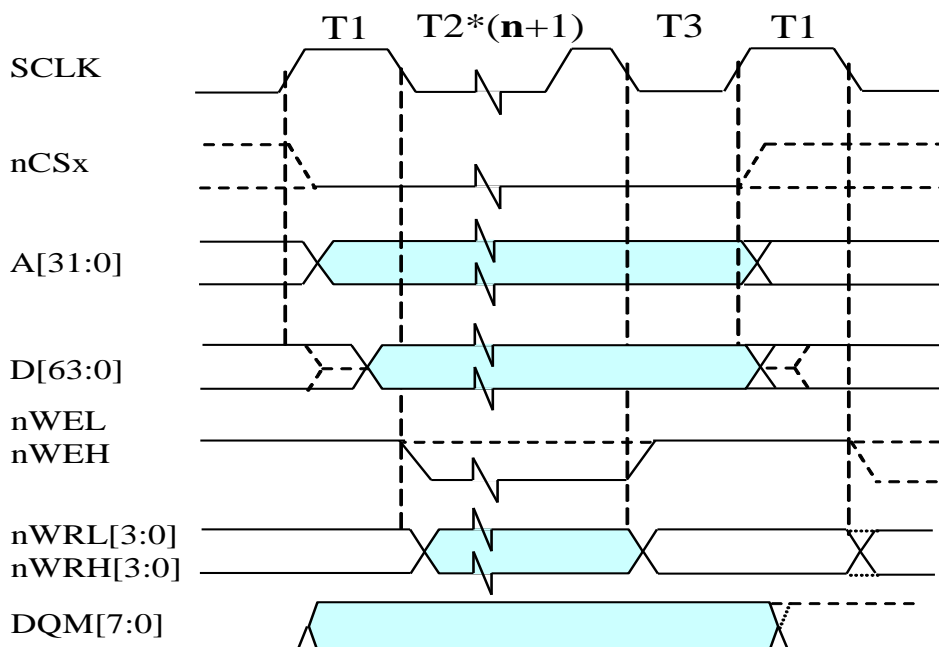 T1 T2*(n+1) T3 T1
SCLK
nCSx
A[31:0]
D[63:0]
nWEL
nWEH
nWRL[3:0]
nWRH[3:0]
DQM[7:0]